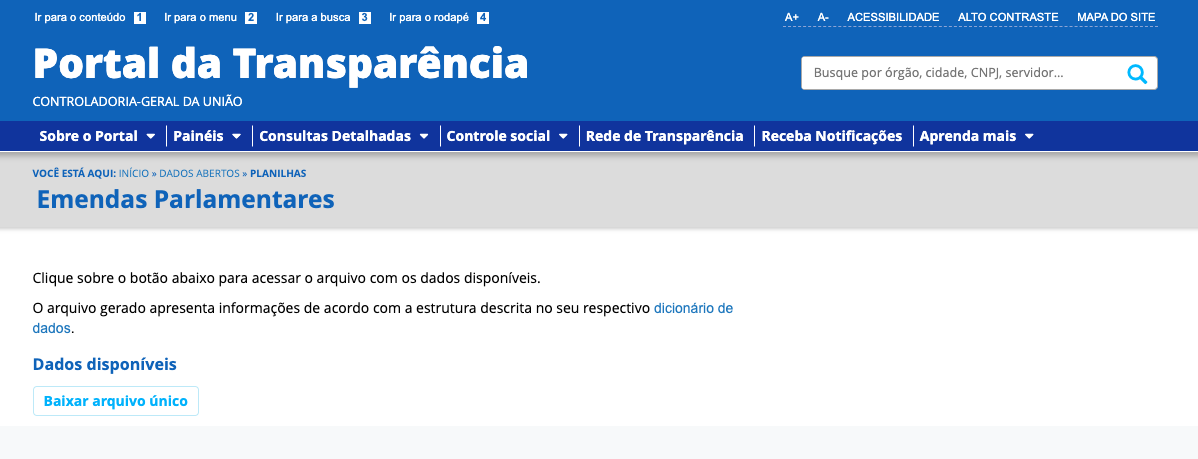 Ir para o conteúdo 1 Ir para o menu 2 Ir para a busca 3 Ir para o rodapé 4
A+ A- ACESSIBILIDADE ALTO CONTRASTE MAPA DO SITE
Portal da Transparência
Busque por órgão, cidade, CNPJ, servidor...
CONTROLADORIA-GERAL DA UNIÃO
Sobre o Portal Painéis Consultas Detalhadas Controle social Rede de Transparência Receba Notificações Aprenda mais
VOCÊ ESTÁ AQUI: INÍCIO » DADOS ABERTOS » PLANILHAS
Emendas Parlamentares
Clique sobre o botão abaixo para acessar o arquivo com os dados disponíveis.
O arquivo gerado apresenta informações de acordo com a estrutura descrita no seu respectivo dicionário de
dados.
Dados disponíveis
Baixar arquivo único